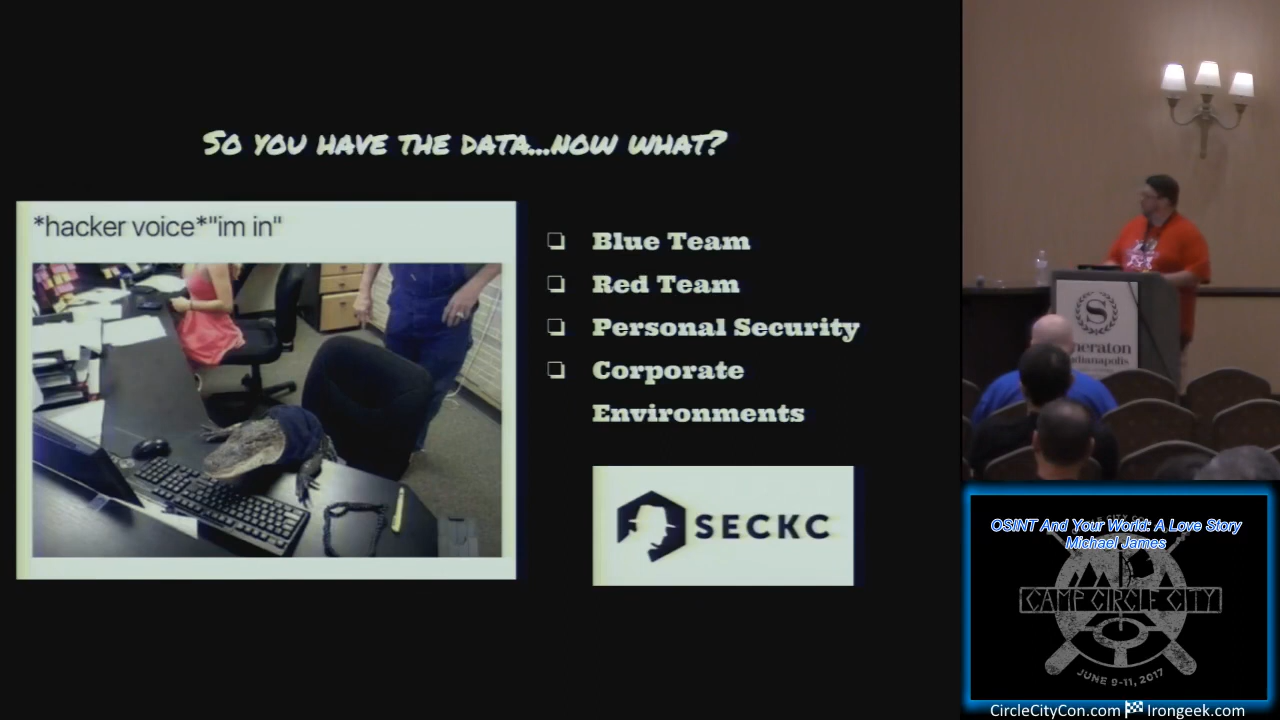 So you have the data...now what?
*hacker voice*"im in"
❏ Blue Team
❏ Red Team
❏ Personal Security
❏ Corporate
Environments
SECKC
S
Indianapolis
OSINT And Your World: A Love Story
Michael James
CAMP CIRCLE CITY
JUNE 9-11, 2017
CircleCityCon.com Irongeek.com